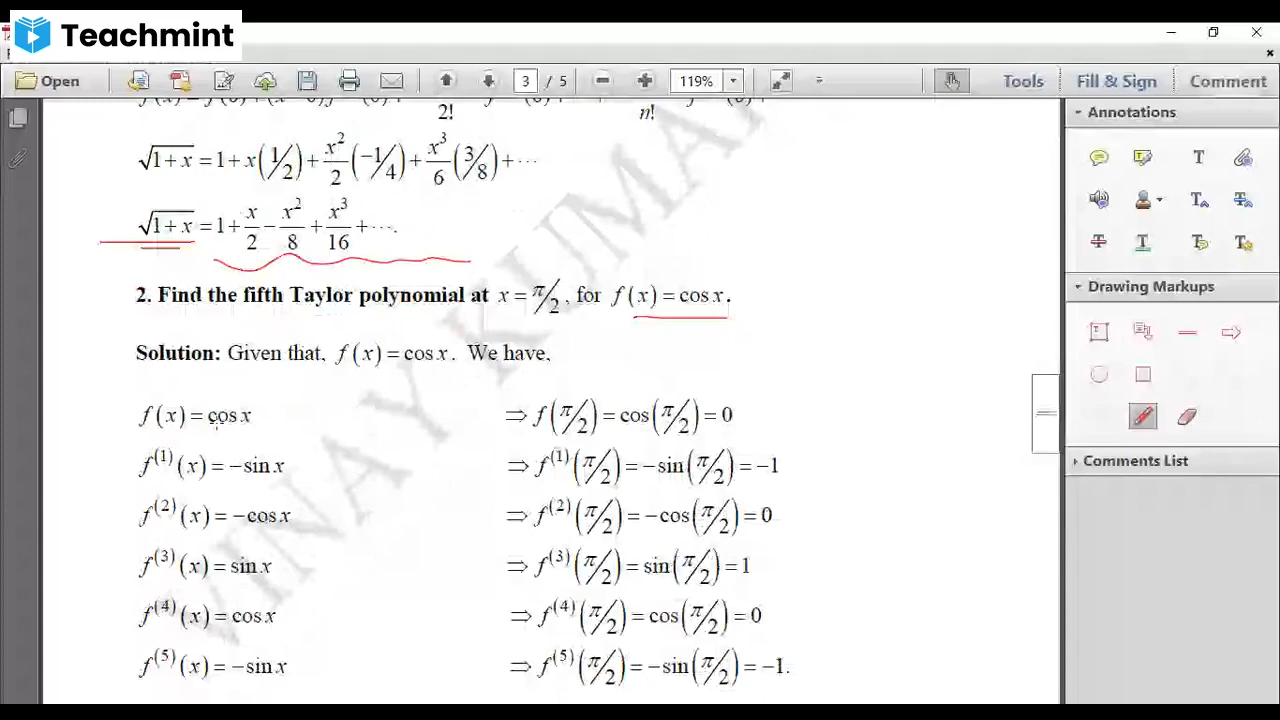 Teachmint
Open 3 / 5 119% Tools Fill & Sign Comment
2! n!
Annotations
√1+x = 1 + x(1/2) + x²/2 (−1/4) + x³/6 (3/8) + ⋯
√1+x = 1 + x/2 − x²/8 + x³/16 + ⋯.
Drawing Markups
2. Find the fifth Taylor polynomial at x = π/2, for f(x) = cos x.
Solution: Given that, f(x) = cos x. We have,
f(x) = cos x ⇒ f(π/2) = cos(π/2) = 0
Comments List
f⁽¹⁾(x) = −sin x ⇒ f⁽¹⁾(π/2) = −sin(π/2) = −1
f⁽²⁾(x) = −cos x ⇒ f⁽²⁾(π/2) = −cos(π/2) = 0
f⁽³⁾(x) = sin x ⇒ f⁽³⁾(π/2) = sin(π/2) = 1
f⁽⁴⁾(x) = cos x ⇒ f⁽⁴⁾(π/2) = cos(π/2) = 0
f⁽⁵⁾(x) = −sin x ⇒ f⁽⁵⁾(π/2) = −sin(π/2) = −1.
VINAY KUMA